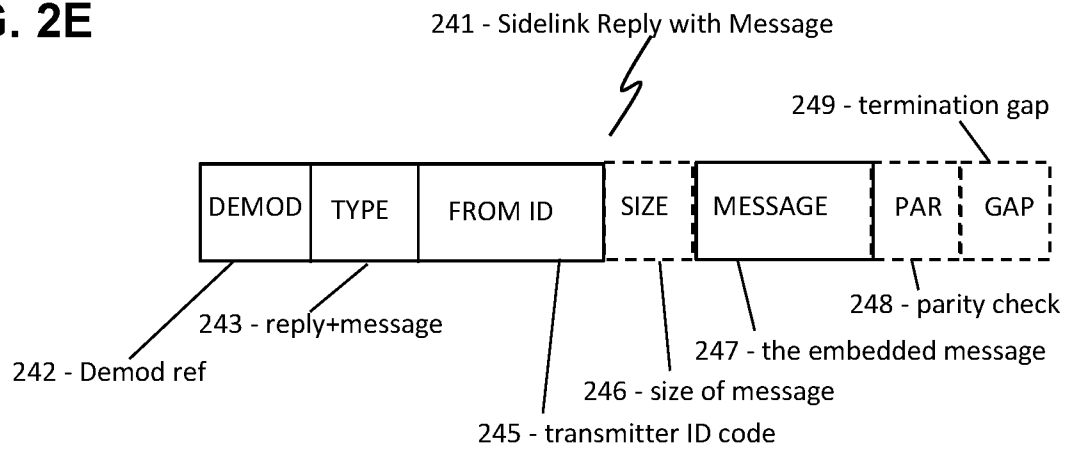 G. 2E
241 - Sidelink Reply with Message
249 - termination gap
DEMOD TYPE FROM ID SIZE MESSAGE PAR GAP
248 - parity check
243 - reply+message
247 - the embedded message
242 - Demod ref
246 - size of message
245 - transmitter ID code